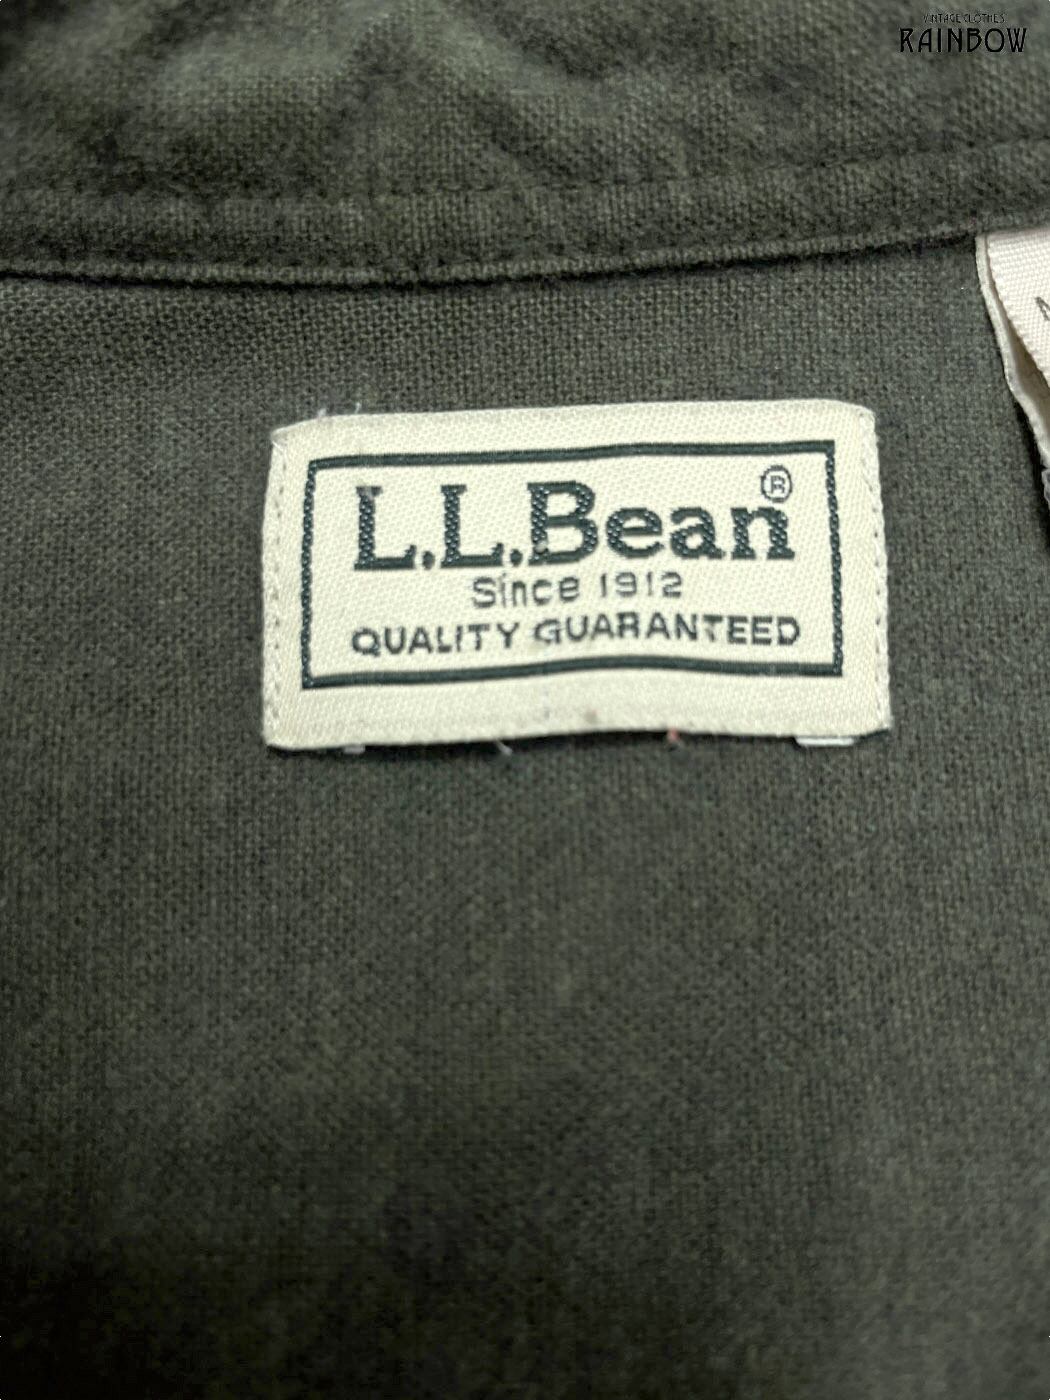 VINTAGE CLOTHES
RAINBOW
L.L.Bean®
Since 1912
QUALITY GUARANTEED